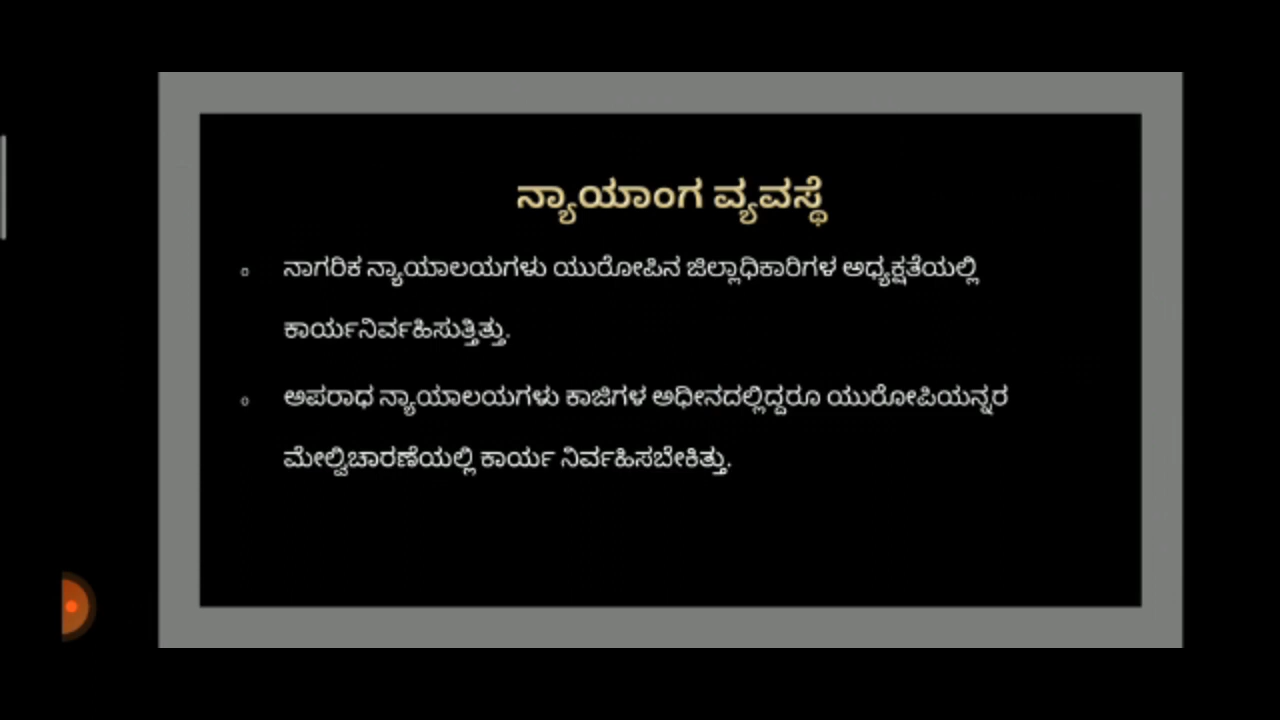 ನ್ಯಾಯಾಂಗ ವ್ಯವಸ್ಥೆ
ನಾಗರಿಕ ನ್ಯಾಯಾಲಯಗಳು ಯುರೋಪಿನ ಜಿಲ್ಲಾಧಿಕಾರಿಗಳ ಅಧ್ಯಕ್ಷತೆಯಲ್ಲಿ
ಕಾರ್ಯನಿರ್ವಹಿಸುತ್ತಿತ್ತು.
ಅಪರಾಧ ನ್ಯಾಯಾಲಯಗಳು ಕಾಜಿಗಳ ಅಧೀನದಲ್ಲಿದ್ದರೂ ಯುರೋಪಿಯನ್ನರ
ಮೇಲ್ವಿಚಾರಣೆಯಲ್ಲಿ ಕಾರ್ಯ ನಿರ್ವಹಿಸಬೇಕಿತ್ತು.